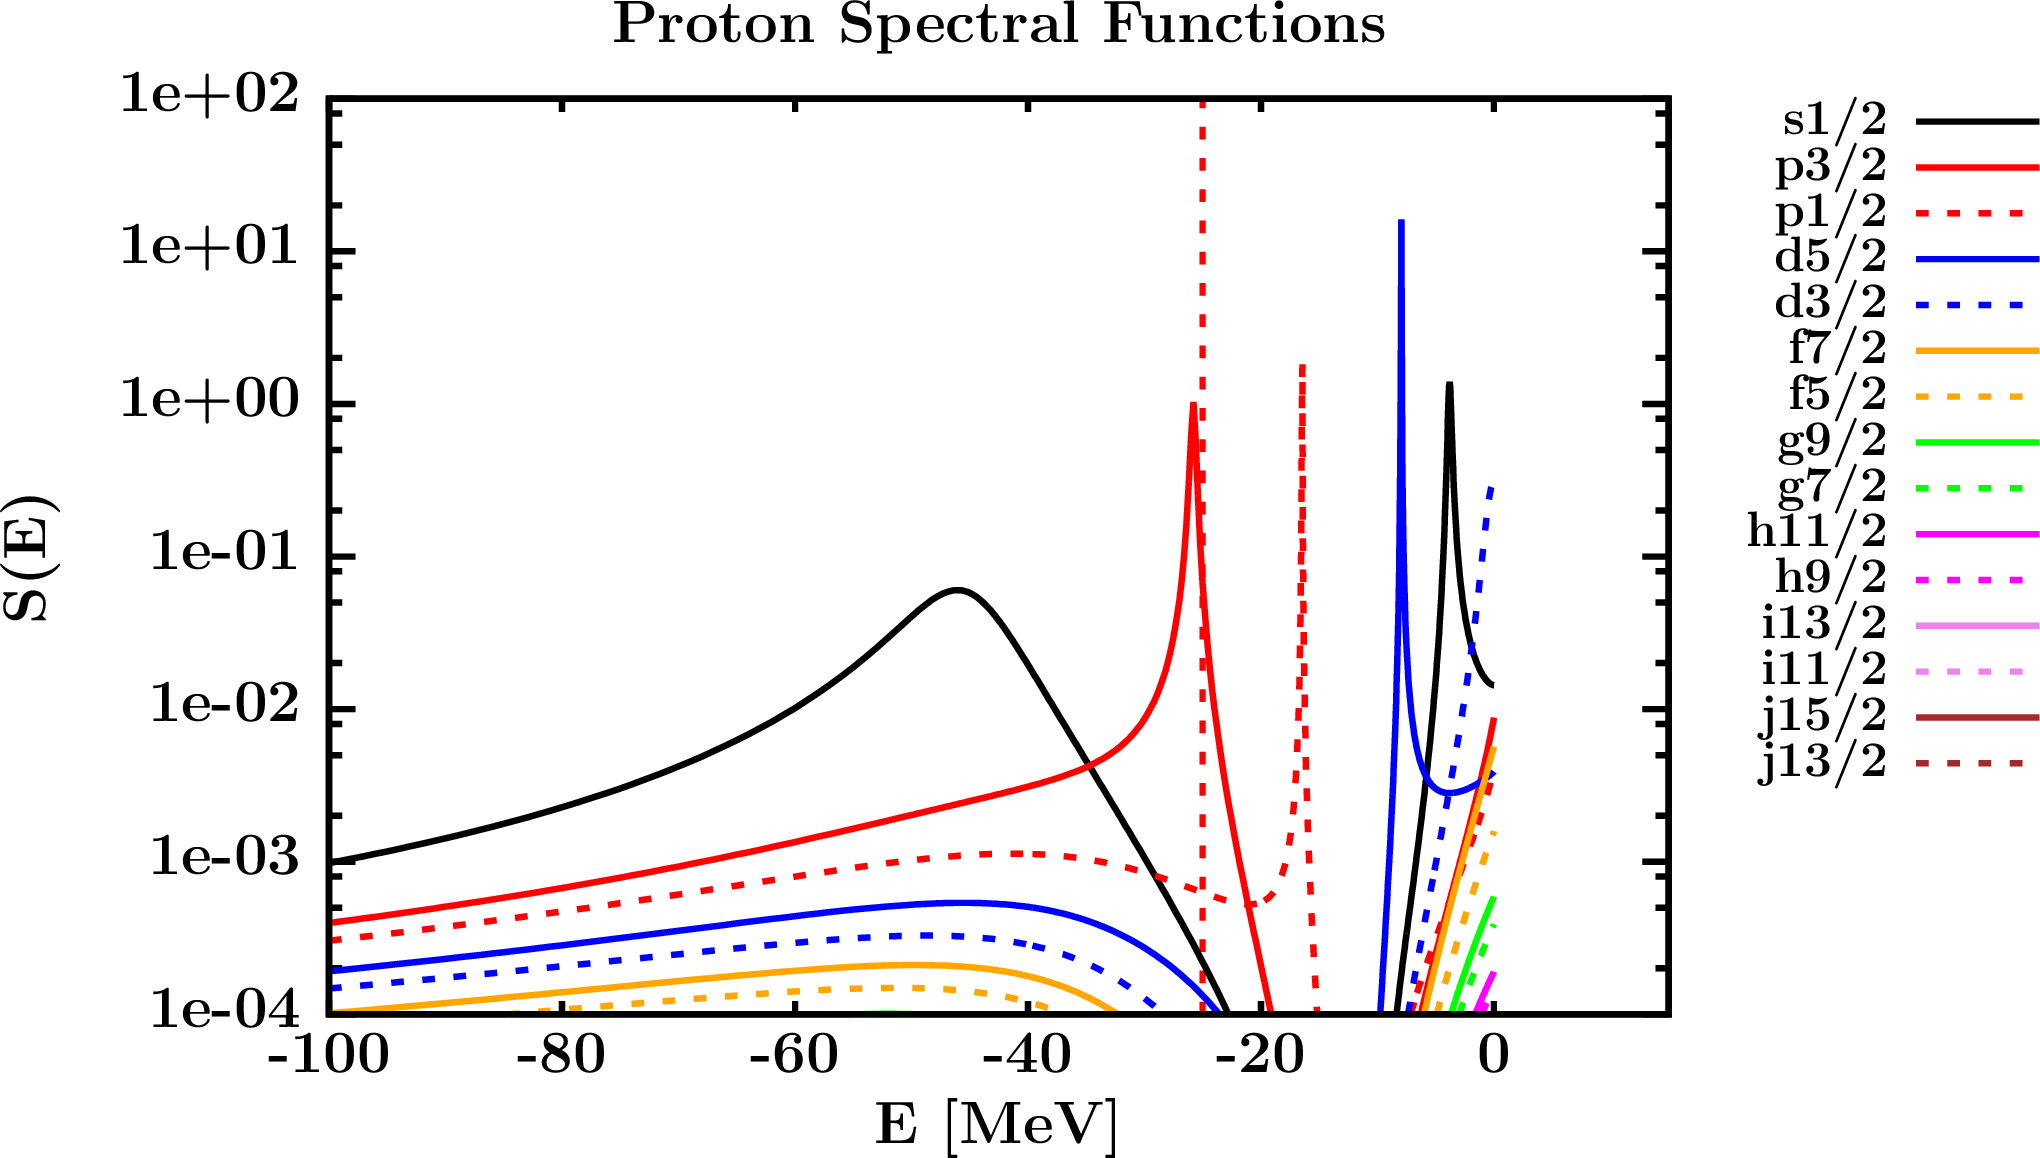 Proton Spectral Functions
1e+02
1e+01
1e+00
1e-01
1e-02
1e-03
1e-04
S(E)
-100 -80 -60 -40 -20 0
E [MeV]
s1/2
p3/2
p1/2
d5/2
d3/2
f7/2
f5/2
g9/2
g7/2
h11/2
h9/2
i13/2
i11/2
j15/2
j13/2